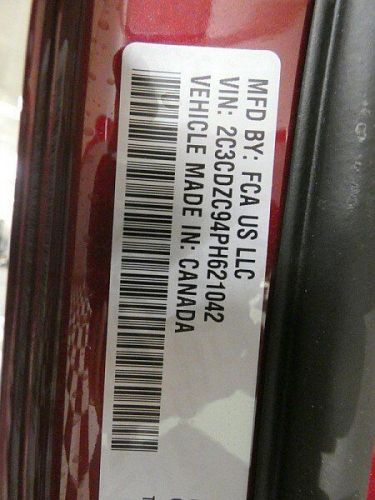 MFD BY: FCA US LLC
VIN: 2C3CDZC94PH621042
VEHICLE MADE IN: CANADA